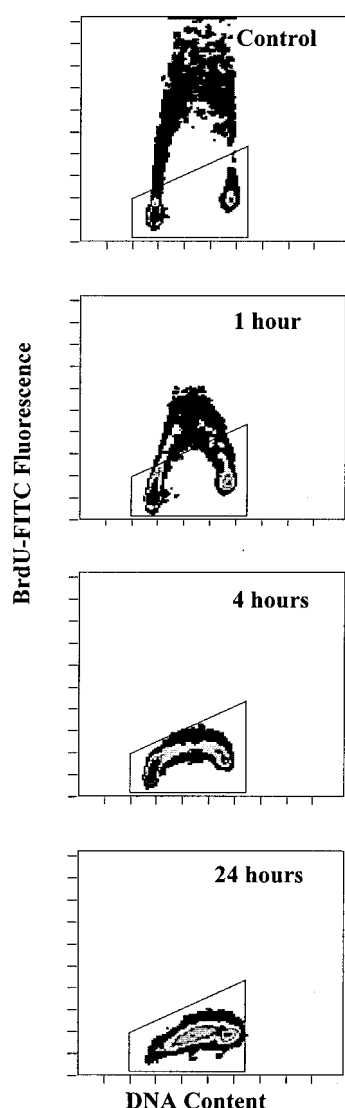 Control
1 hour
BrdU-FITC Fluorescence
4 hours
24 hours
DNA Content